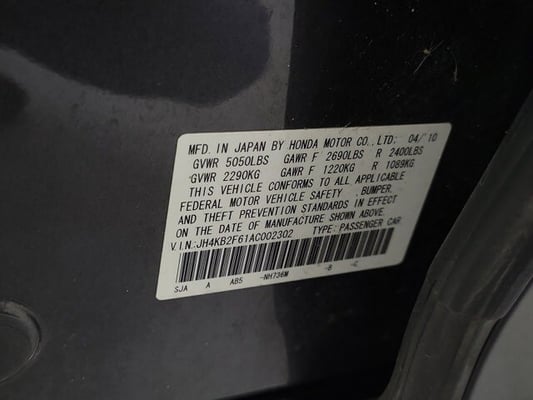 MFD. IN JAPAN BY HONDA MOTOR CO., LTD. 04/'10
GVWR 5050LBS GAWR F 2690LBS R 2400LBS
GVWR 2290KG GAWR F 1220KG R 1089KG
THIS VEHICLE CONFORMS TO ALL APPLICABLE
FEDERAL MOTOR VEHICLE SAFETY , BUMPER,
AND THEFT PREVENTION STANDARDS IN EFFECT
ON THE DATE OF MANUFACTURE SHOWN ABOVE.
V.I.N.:JH4KB2F61AC002302 TYPE: PASSENGER CAR
SJA A AB5 -NH736M -B -C